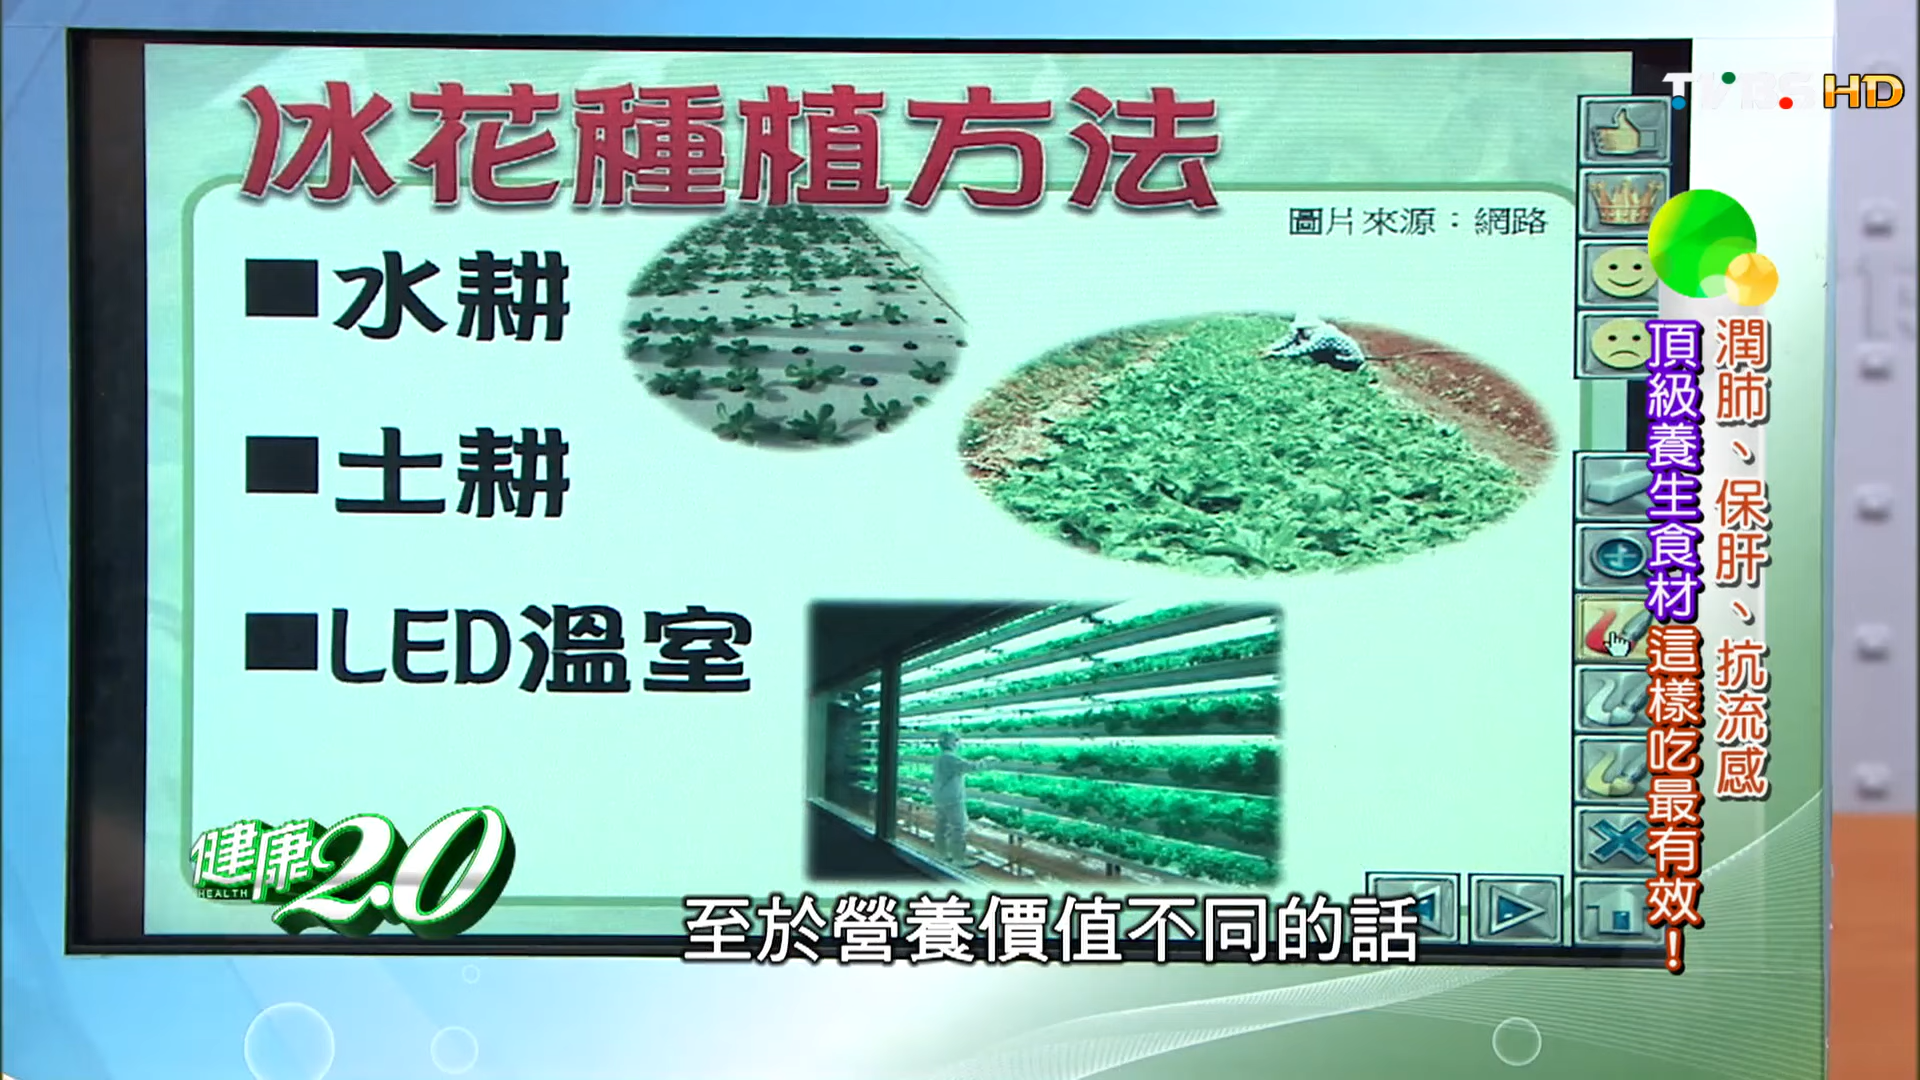 冰花種植方法
圖片來源：網路
■水耕
■土耕
■LED溫室
TVBS HD
潤肺、保肝、抗流感
頂級養生食材這樣吃最有效！
健康2.0
HEALTH
至於營養價值不同的話